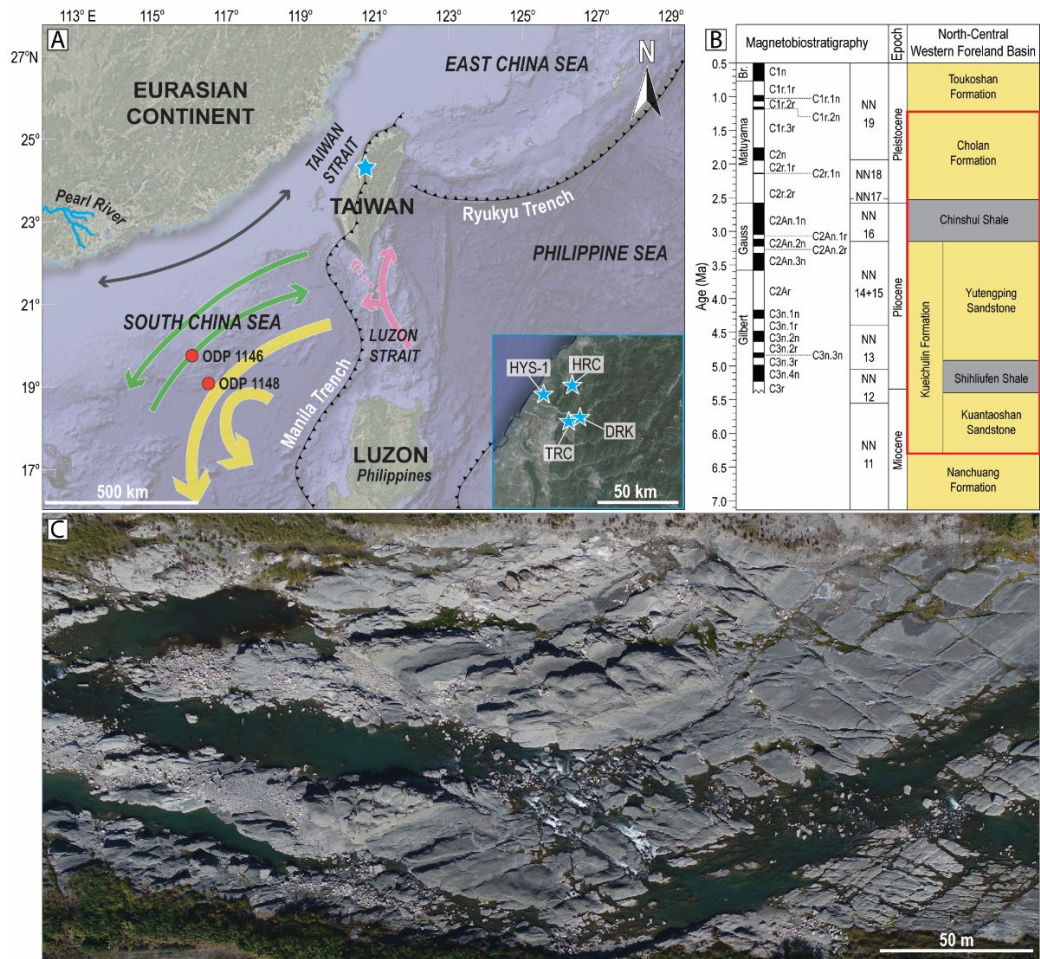 113° E
115°
117°
119°
121°
123°
125°
127°
129°
A
27°N
25°
23°
21°
19°
17°
N
EAST CHINA SEA
EURASIAN
CONTINENT
TAIWAN
STRAIT
TAIWAN
Pearl River
Ryukyu Trench
PHILIPPINE SEA
SOUTH CHINA SEA
LUZON
STRAIT
ODP 1146
ODP 1148
Manila Trench
LUZON
Philippines
500 km
HYS-1
HRC
TRC
DRK
50 km
B
Magnetobiostratigraphy
Epoch
North-Central
Western Foreland Basin
Age (Ma)
0.5
1.0
1.5
2.0
2.5
3.0
3.5
4.0
4.5
5.0
5.5
6.0
6.5
7.0
Br.
Matuyama
Gauss
Gilbert
C1n
C1r.1r
C1r.1n
C1r.2r
C1r.2n
C1r.3r
C2n
C2r.1r
C2r.1n
C2r.2r
C2An.1n
C2An.1r
C2An.2n
C2An.2r
C2An.3n
C2Ar
C3n.1n
C3n.1r
C3n.2n
C3n.2r
C3n.3n
C3n.3r
C3n.4n
C3r
NN
19
NN18
NN17
NN
16
NN
14+15
NN
13
NN
12
NN
11
Pleistocene
Pliocene
Miocene
Toukoshan
Formation
Cholan
Formation
Chinshui Shale
Kueichulin Formation
Yutengping
Sandstone
Shihliufen Shale
Kuantaoshan
Sandstone
Nanchuang
Formation
C
50 m